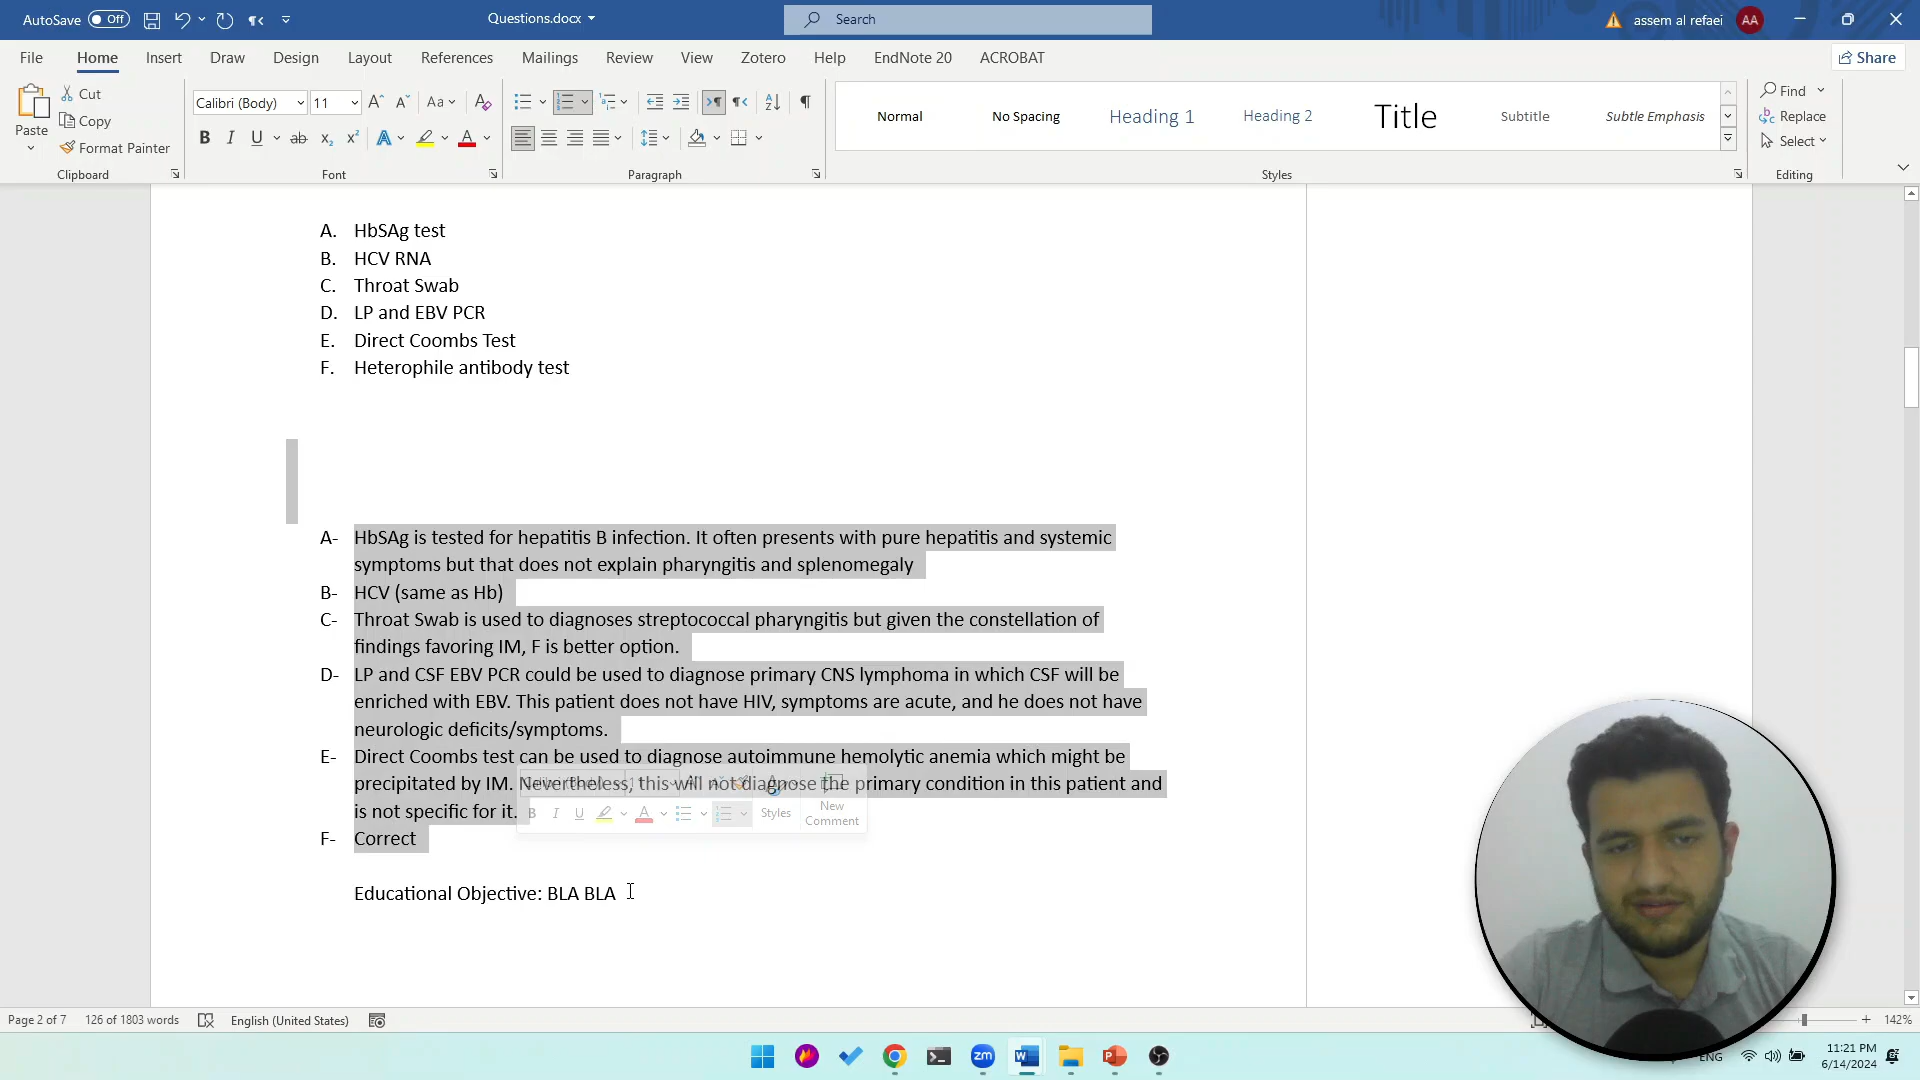 AutoSave Off Questions.docx Search assem al refaei AA
File Home Insert Draw Design Layout References Mailings Review View Zotero Help EndNote 20 ACROBAT Share
Paste Cut Copy Format Painter
Calibri (Body) 11
Normal No Spacing Heading 1 Heading 2 Title Subtitle Subtle Emphasis
Find Replace Select
Clipboard Font Paragraph Styles Editing
A. HbSAg test
B. HCV RNA
C. Throat Swab
D. LP and EBV PCR
E. Direct Coombs Test
F. Heterophile antibody test
A- HbSAg is tested for hepatitis B infection. It often presents with pure hepatitis and systemic
symptoms but that does not explain pharyngitis and splenomegaly
B- HCV (same as Hb)
C- Throat Swab is used to diagnoses streptococcal pharyngitis but given the constellation of
findings favoring IM, F is better option.
D- LP and CSF EBV PCR could be used to diagnose primary CNS lymphoma in which CSF will be
enriched with EBV. This patient does not have HIV, symptoms are acute, and he does not have
neurologic deficits/symptoms.
E- Direct Coombs test can be used to diagnose autoimmune hemolytic anemia which might be
precipitated by IM. Nevertheless, this will not diagnose the primary condition in this patient and
is not specific for it.
Styles New
Comment
F- Correct
Educational Objective: BLA BLA
Page 2 of 7 126 of 1803 words English (United States) 142%
ENG 11:21 PM
6/14/2024